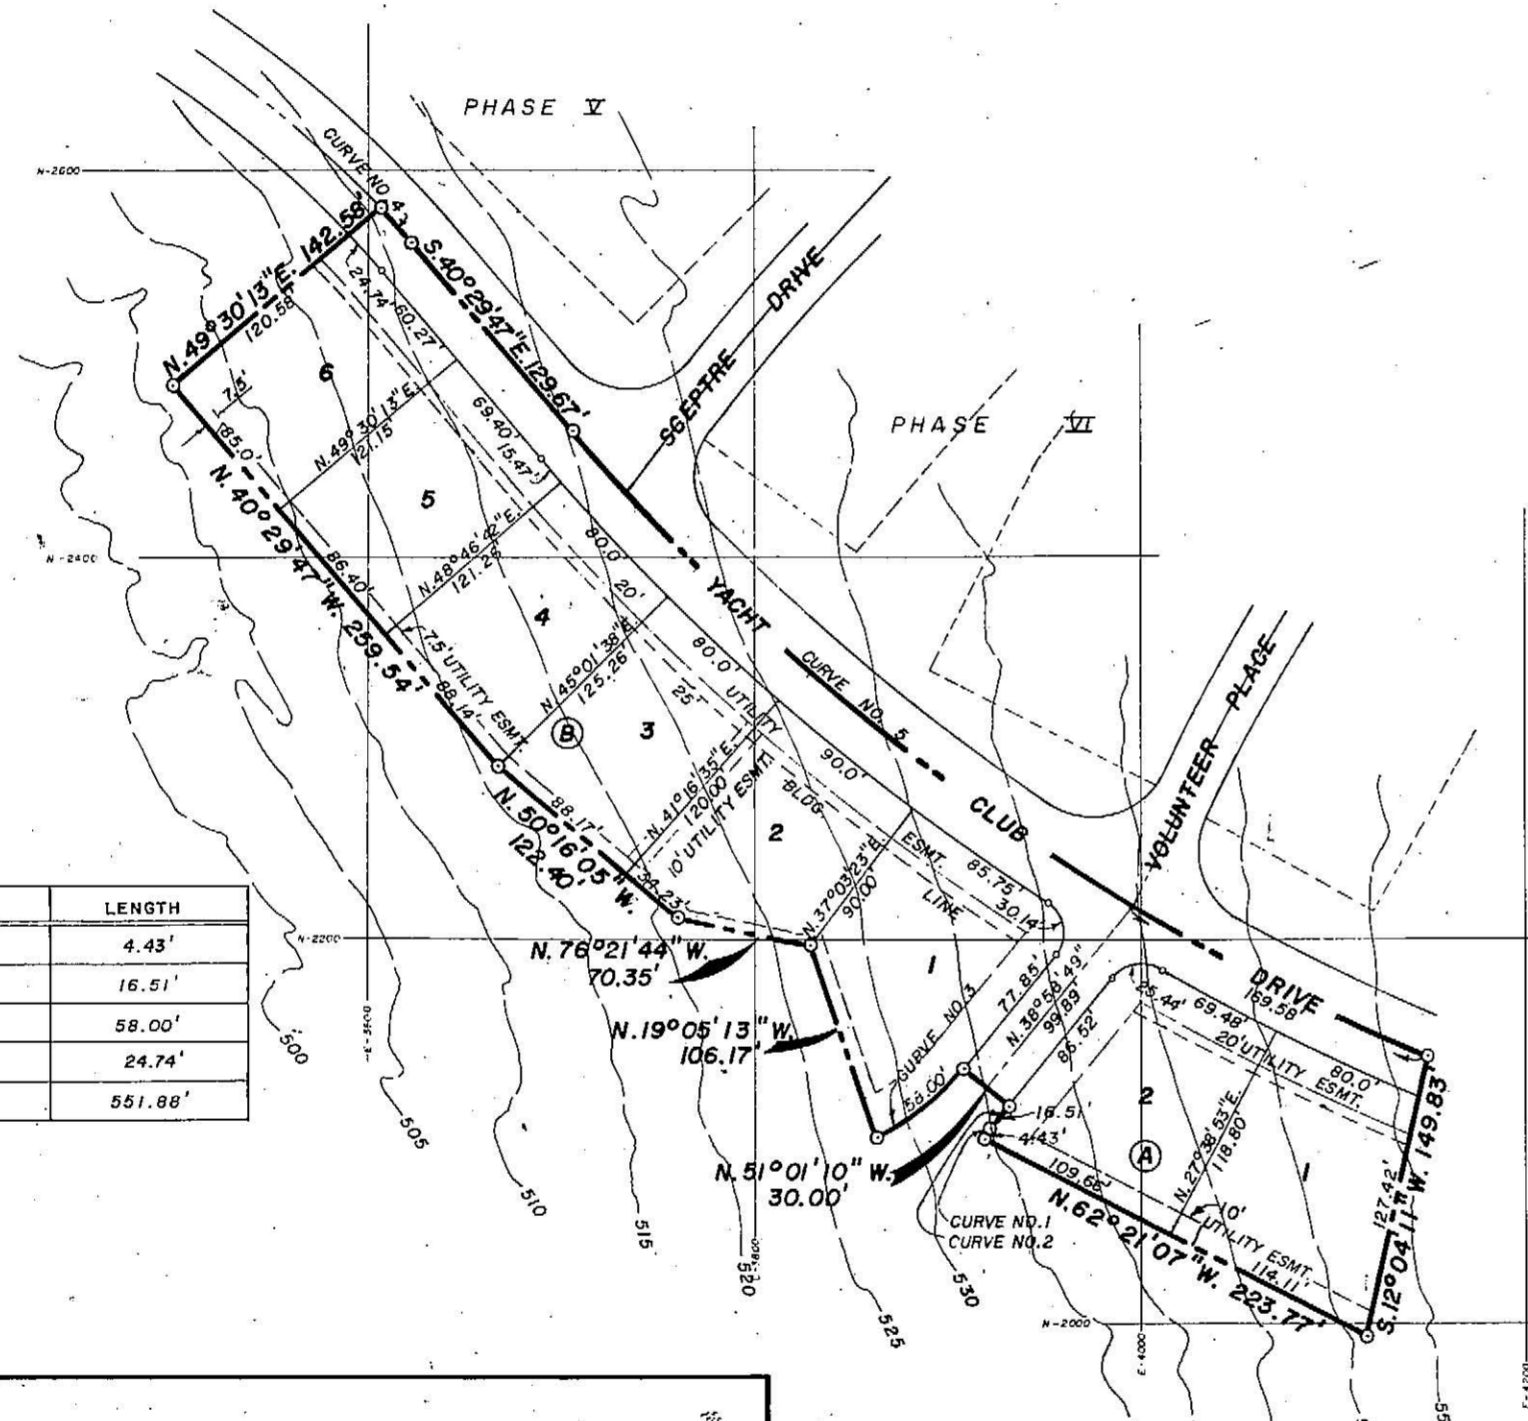 PHASE V
CURVE NO. 4
N-2600
N. 49° 30' 13" E. 142.58'
120.58'
S. 40° 29' 47" E. 129.67'
24.74'
60.27'
SCEPTRE DRIVE
PHASE VI
6
7.5'
85.0'
N. 49° 30' 13" E.
121.15'
69.40'
15.47'
5
N. 40° 29' 47" W. 259.54'
N-2400
86.40'
N. 48° 46' 42" E.
80.0'
20'
4
YACHT
CURVE NO. 5
CLUB
DRIVE
7.5' UTILITY ESMT.
88.14'
N. 45° 01' 38" E.
125.26'
80.0'
25'
UTILITY
B
3
N. 41° 16' 35" E.
120.00'
10' UTILITY ESMT.
90.0'
BLDG
2
ESMT.
LINE
VOLUNTEER PLACE
88.17'
N. 50° 16' 05" W.
122.40'
34.23'
N. 37° 03' 23" E.
90.00'
85.75
30.14'
LENGTH
4.43'
16.51'
58.00'
24.74'
551.88'
N-2200
N. 76° 21' 44" W.
70.35'
1
77.85'
N. 38° 58' 49"
99.89'
86.52'
25.44'
69.48'
169.58
20' UTILITY ESMT.
80.0'
N. 19° 05' 13" W.
106.17'
CURVE NO. 3
58.00'
E-3600
500
505
510
515
520
525
530
2
16.51'
4.43'
A
N. 27° 38' 53" E.
118.80'
1
127.42'
S. 12° 04' 11" W. 149.83'
N. 51° 01' 10" W.
30.00'
109.66'
N. 62° 21' 07" W. 223.77'
10'
UTILITY ESMT.
114.11'
CURVE NO. 1
CURVE NO. 2
N-2000
E-4000
E-4200